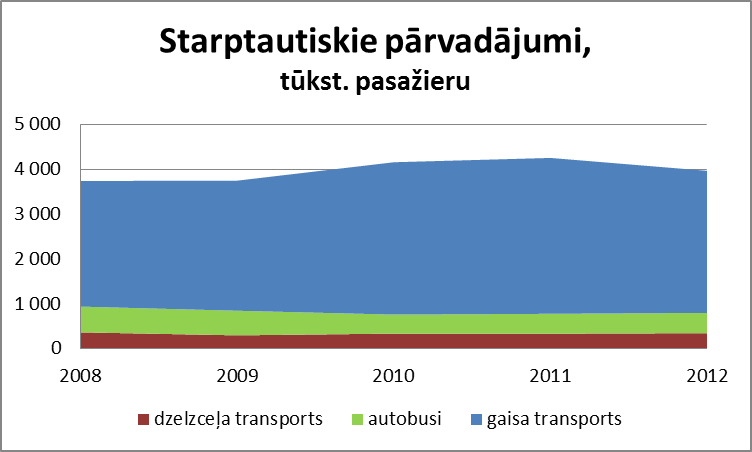 Starptautiskie pārvadājumi,
tūkst. pasažieru
5 000
4 000
3 000
2 000
1 000
0
2008 2009 2010 2011 2012
dzelzceļa transports autobusi gaisa transports